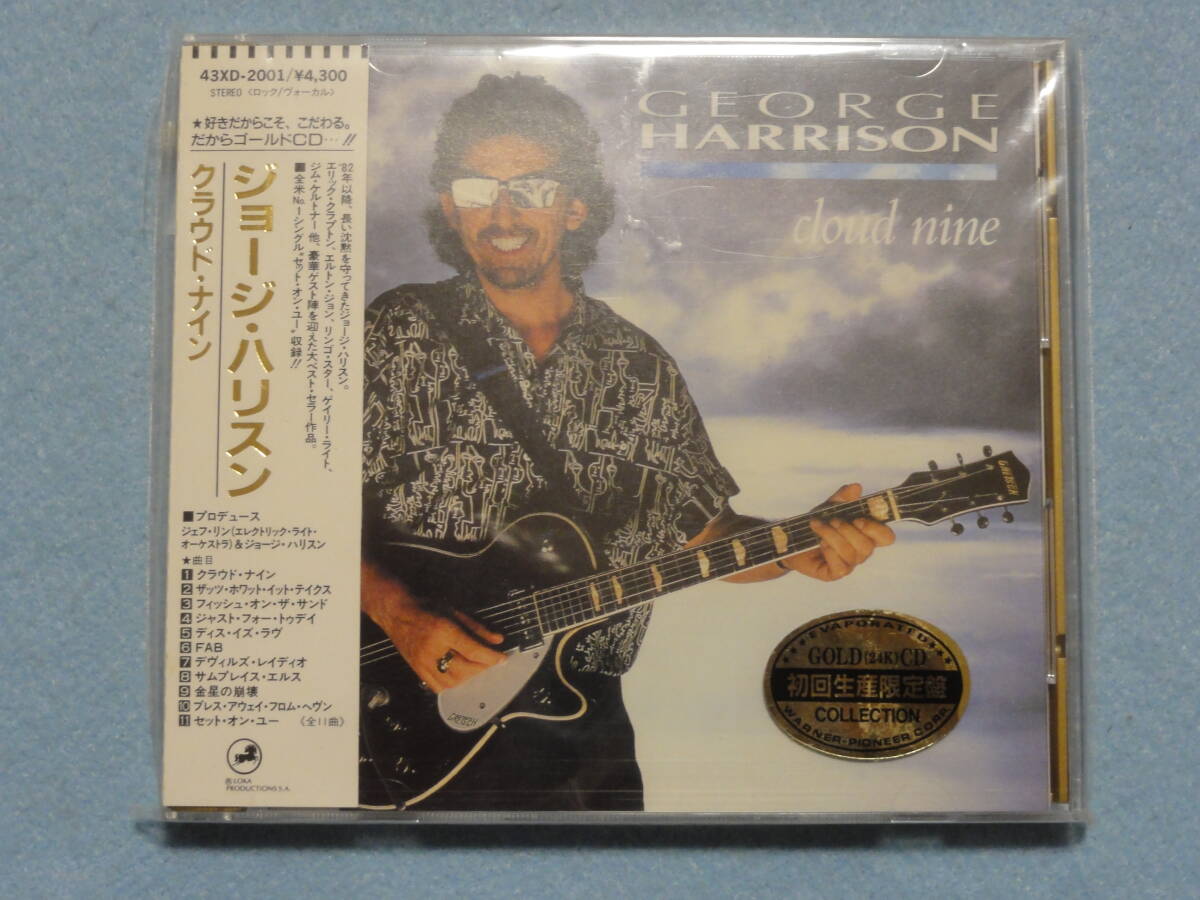 43XD-2001/¥4,300
STEREO〈ロック/ヴォーカル〉
★好きだからこそ、こだわる。
だからゴールドCD…!!
ジョージ・ハリスン
クラウド・ナイン
'82年以降、長い沈黙を守ってきたジョージ・ハリスン。
エリック・クラプトン、エルトン・ジョン、リンゴ・スター、ゲイリー・ライト、
ジム・ケルトナー他、豪華ゲスト陣を迎えた大ベスト・セラー作品。
■全米No.1シングル“セット・オン・ユー”収録!!
■プロデュース
ジェフ・リン(エレクトリック・ライト・
オーケストラ)&ジョージ・ハリスン
★曲目
1 クラウド・ナイン
2 ザッツ・ホワット・イット・テイクス
3 フィッシュ・オン・ザ・サンド
4 ジャスト・フォー・トゥデイ
5 ディス・イズ・ラヴ
6 FAB
7 デヴィルズ・レイディオ
8 サムプレイス・エルス
9 金星の崩壊
10 ブレス・アウェイ・フロム・ヘヴン
11 セット・オン・ユー 〈全11曲〉
LOKA
PRODUCTIONS S.A.
GEORGE
HARRISON
cloud nine
GRETSCH
GRETSCH
EVAPORATED
GOLD(24K)CD
初回生産限定盤
COLLECTION
WARNER-PIONEER CORP.